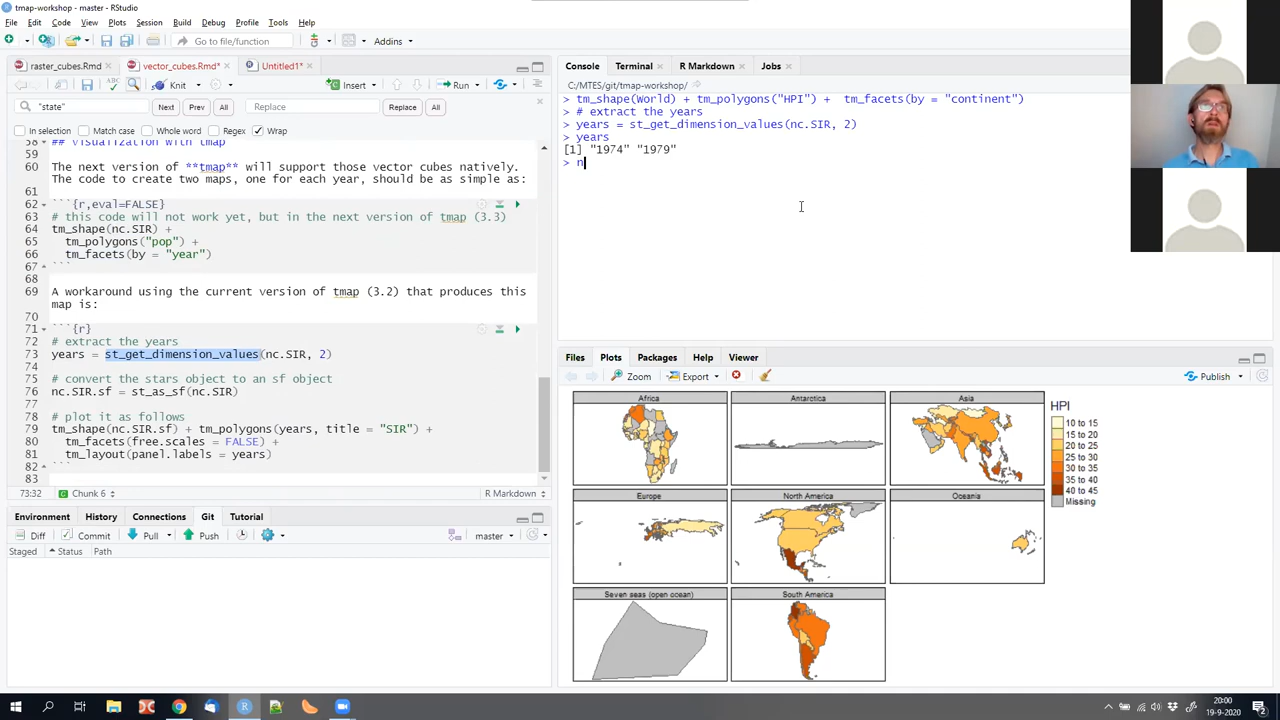 tmap-workshop - master - RStudio
File Edit Code View Plots Session Build Debug Profile Tools Help
Go to file/function Addins
raster_cubes.Rmd vector_cubes.Rmd* Untitled1*
Knit Insert Run
"state" Next Prev All Replace Replace All
In selection Match case Whole word Regex Wrap
58 ## Visualization with tmap
59
60 The next version of **tmap** will support those vector cubes natively.
The code to create two maps, one for each year, should be as simple as:
61
62 ```{r,eval=FALSE}
63 # this code will not work yet, but in the next version of tmap (3.3)
64 tm_shape(nc.SIR) +
65 tm_polygons("pop") +
66 tm_facets(by = "year")
67 ```
68
69 A workaround using the current version of tmap (3.2) that produces this
map is:
70
71 ```{r}
72 # extract the years
73 years = st_get_dimension_values(nc.SIR, 2)
74
75 # convert the stars object to an sf object
76 nc.SIR.sf = st_as_sf(nc.SIR)
77
78 # plot it as follows
79 tm_shape(nc.SIR.sf) + tm_polygons(years, title = "SIR") +
80 tm_facets(free.scales = FALSE) +
81 tm_layout(panel.labels = years)
82 ```
83
73:32 Chunk 6 R Markdown
Environment History Connections Git Tutorial
Diff Commit Pull Push master
Staged Status Path
Console Terminal R Markdown Jobs
C:/MTES/git/tmap-workshop/
> tm_shape(World) + tm_polygons("HPI") + tm_facets(by = "continent")
> # extract the years
> years = st_get_dimension_values(nc.SIR, 2)
> years
[1] "1974" "1979"
> n
Files Plots Packages Help Viewer
Zoom Export Publish
Africa Antarctica Asia
Europe North America Oceania
Seven seas (open ocean) South America
HPI
10 to 15
15 to 20
20 to 25
25 to 30
30 to 35
35 to 40
40 to 45
Missing
20:00
19-9-2020
2